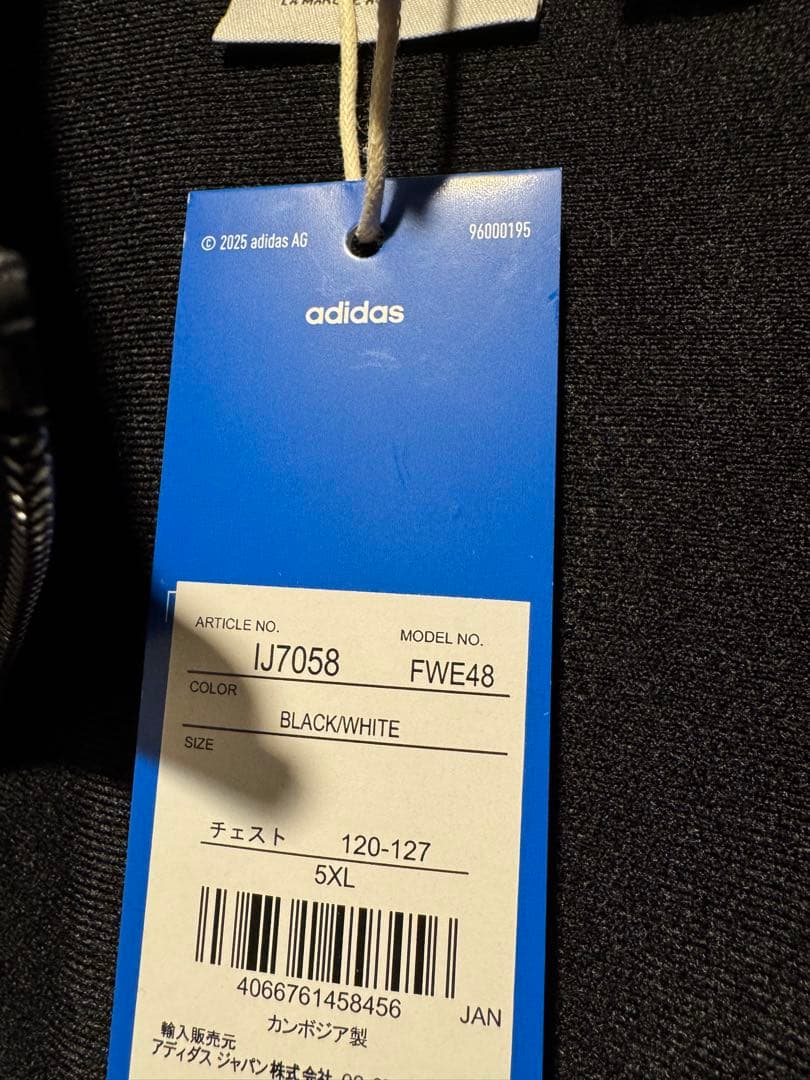 LA MAR
© 2025 adidas AG
96000195
adidas
ARTICLE NO.
MODEL NO.
IJ7058
FWE48
COLOR
BLACK/WHITE
SIZE
チェスト 120-127
5XL
4066761458456
JAN
カンボジア製
輸入販売元
アディダス ジャパン株式会社